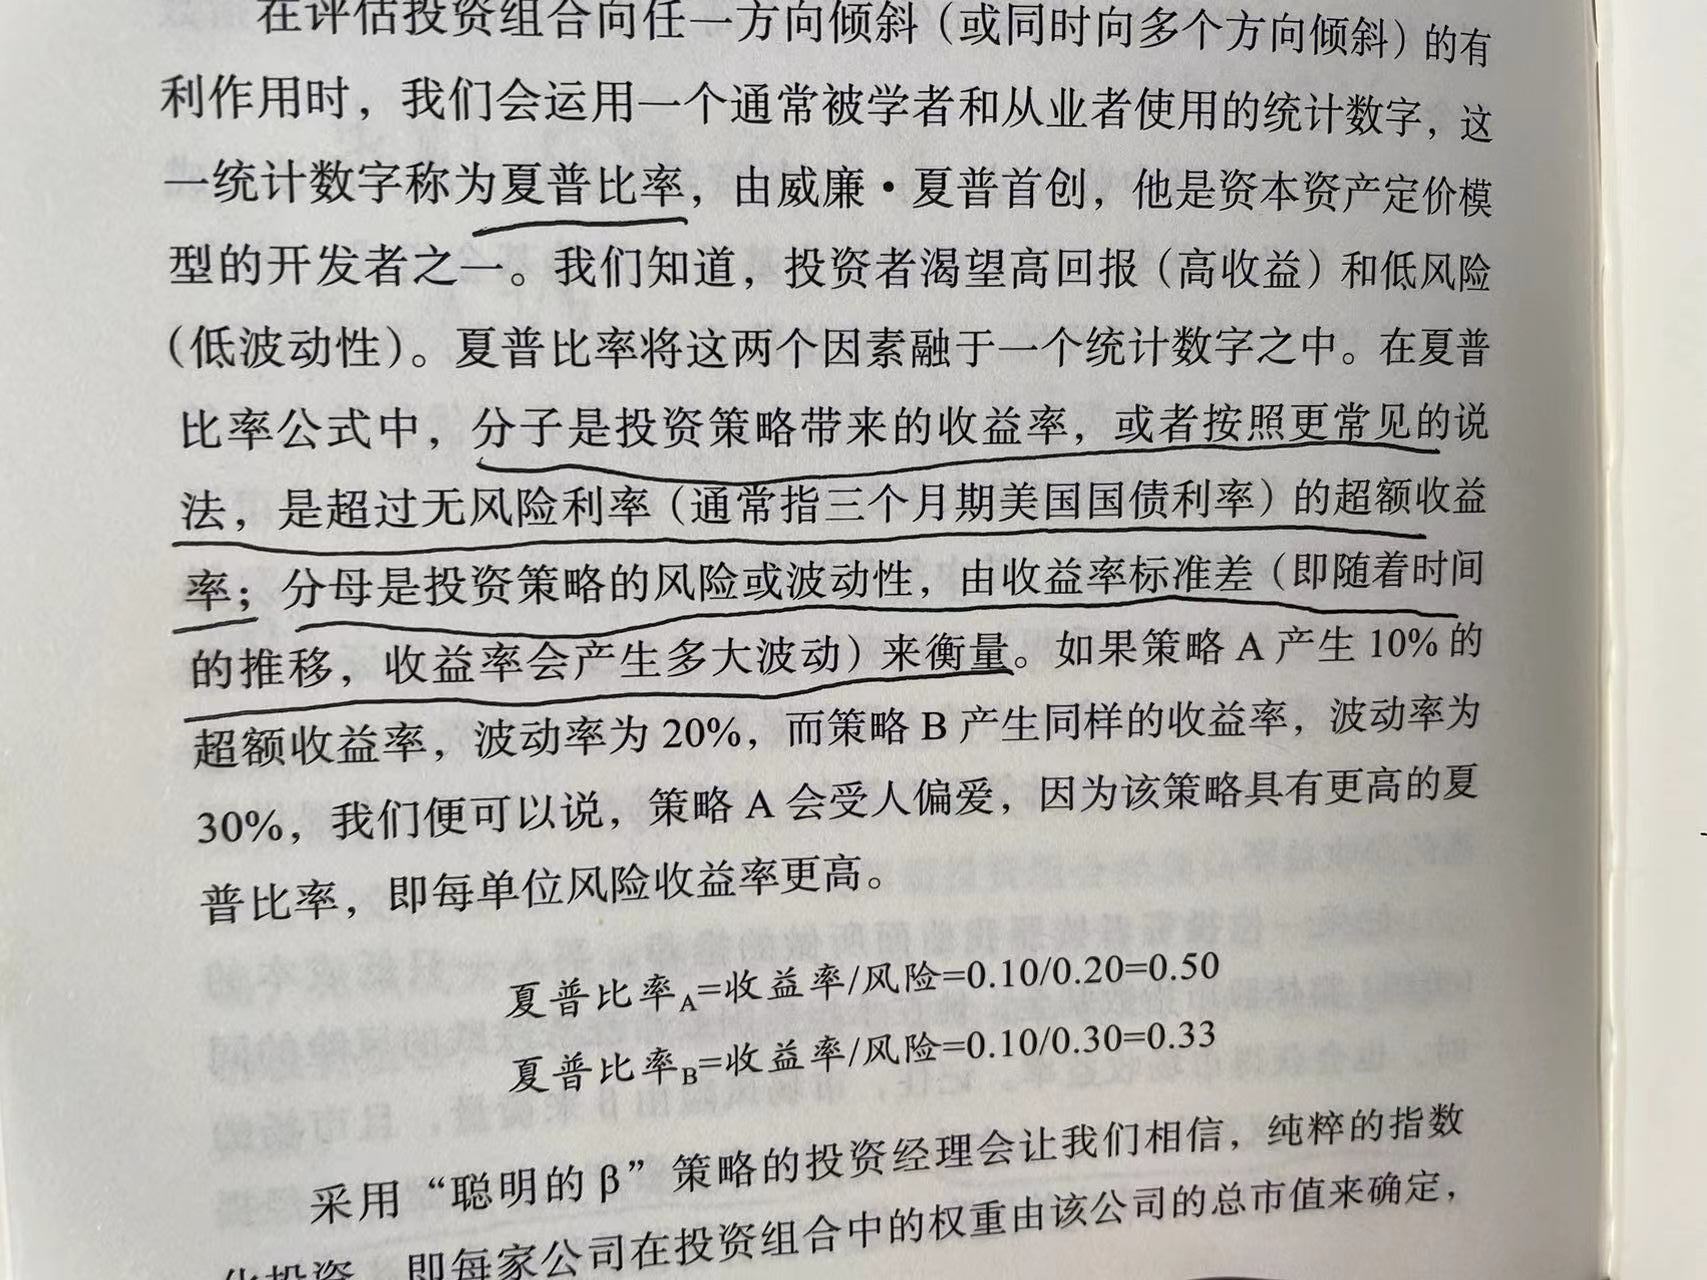 在评估投资组合向任一方向倾斜（或同时向多个方向倾斜）的有
利作用时，我们会运用一个通常被学者和从业者使用的统计数字，这
一统计数字称为夏普比率，由威廉·夏普首创，他是资本资产定价模
型的开发者之一。我们知道，投资者渴望高回报（高收益）和低风险
（低波动性）。夏普比率将这两个因素融于一个统计数字之中。在夏普
比率公式中，分子是投资策略带来的收益率，或者按照更常见的说
法，是超过无风险利率（通常指三个月期美国国债利率）的超额收益
率；分母是投资策略的风险或波动性，由收益率标准差（即随着时间
的推移，收益率会产生多大波动）来衡量。如果策略 A 产生 10% 的
超额收益率，波动率为 20%，而策略 B 产生同样的收益率，波动率为
30%，我们便可以说，策略 A 会受人偏爱，因为该策略具有更高的夏
普比率，即每单位风险收益率更高。
夏普比率A=收益率/风险=0.10/0.20=0.50
夏普比率B=收益率/风险=0.10/0.30=0.33
采用“聪明的 β”策略的投资经理会让我们相信，纯粹的指数
化投资，即每家公司在投资组合中的权重由该公司的总市值来确定，